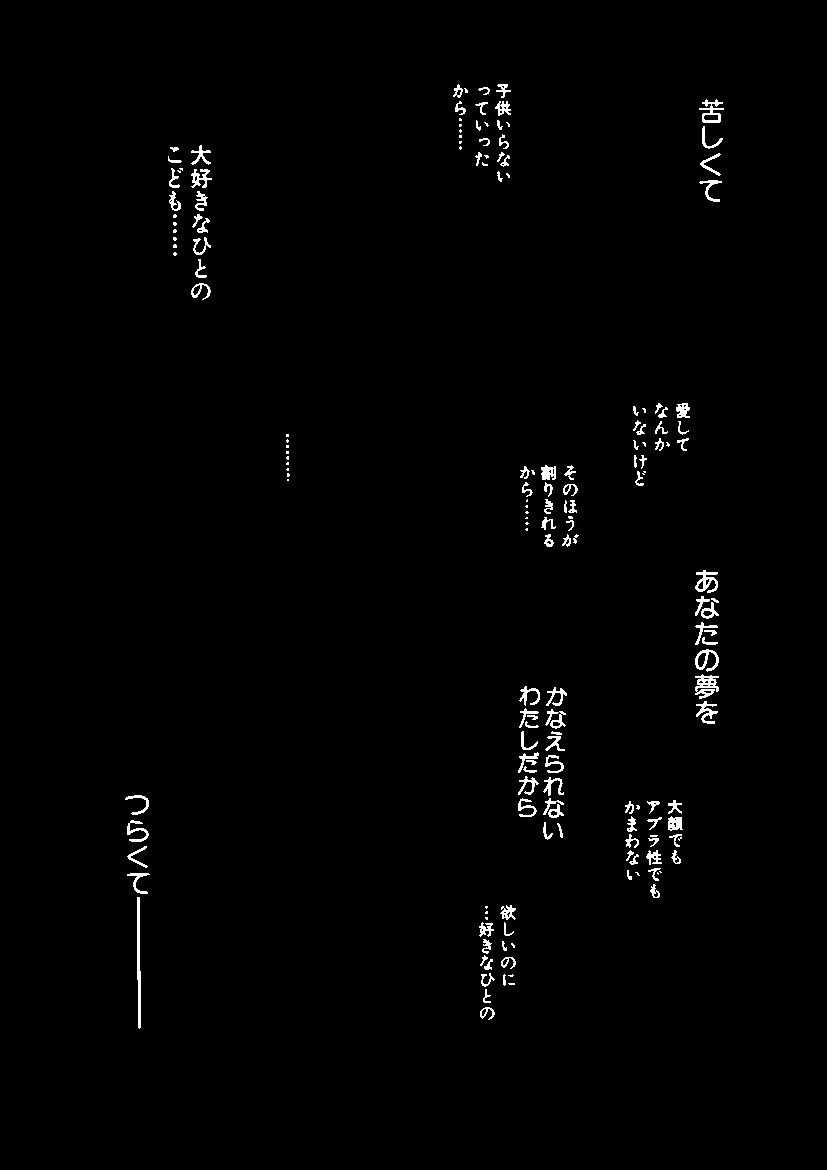 苦しくて
愛して
なんか
いないけど
あなたの夢を
大顔でも
アブラ性でも
かまわない
子供いらない
っていった
から……
そのほうが
割りきれる
から……
かなえられない
わたしだから
欲しいのに
…好きなひとの
………
大好きなひとの
こども……
つらくて――